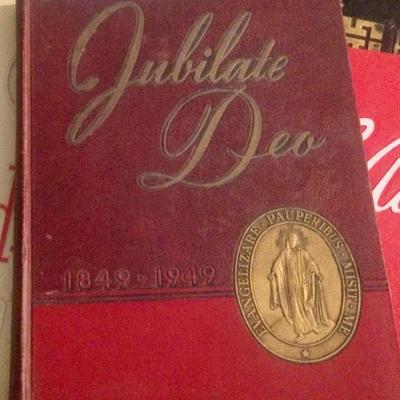 Jubilate
Deo
1849-1949
EVANGELIZARE·PAUPERIBUS·MISIT·ME